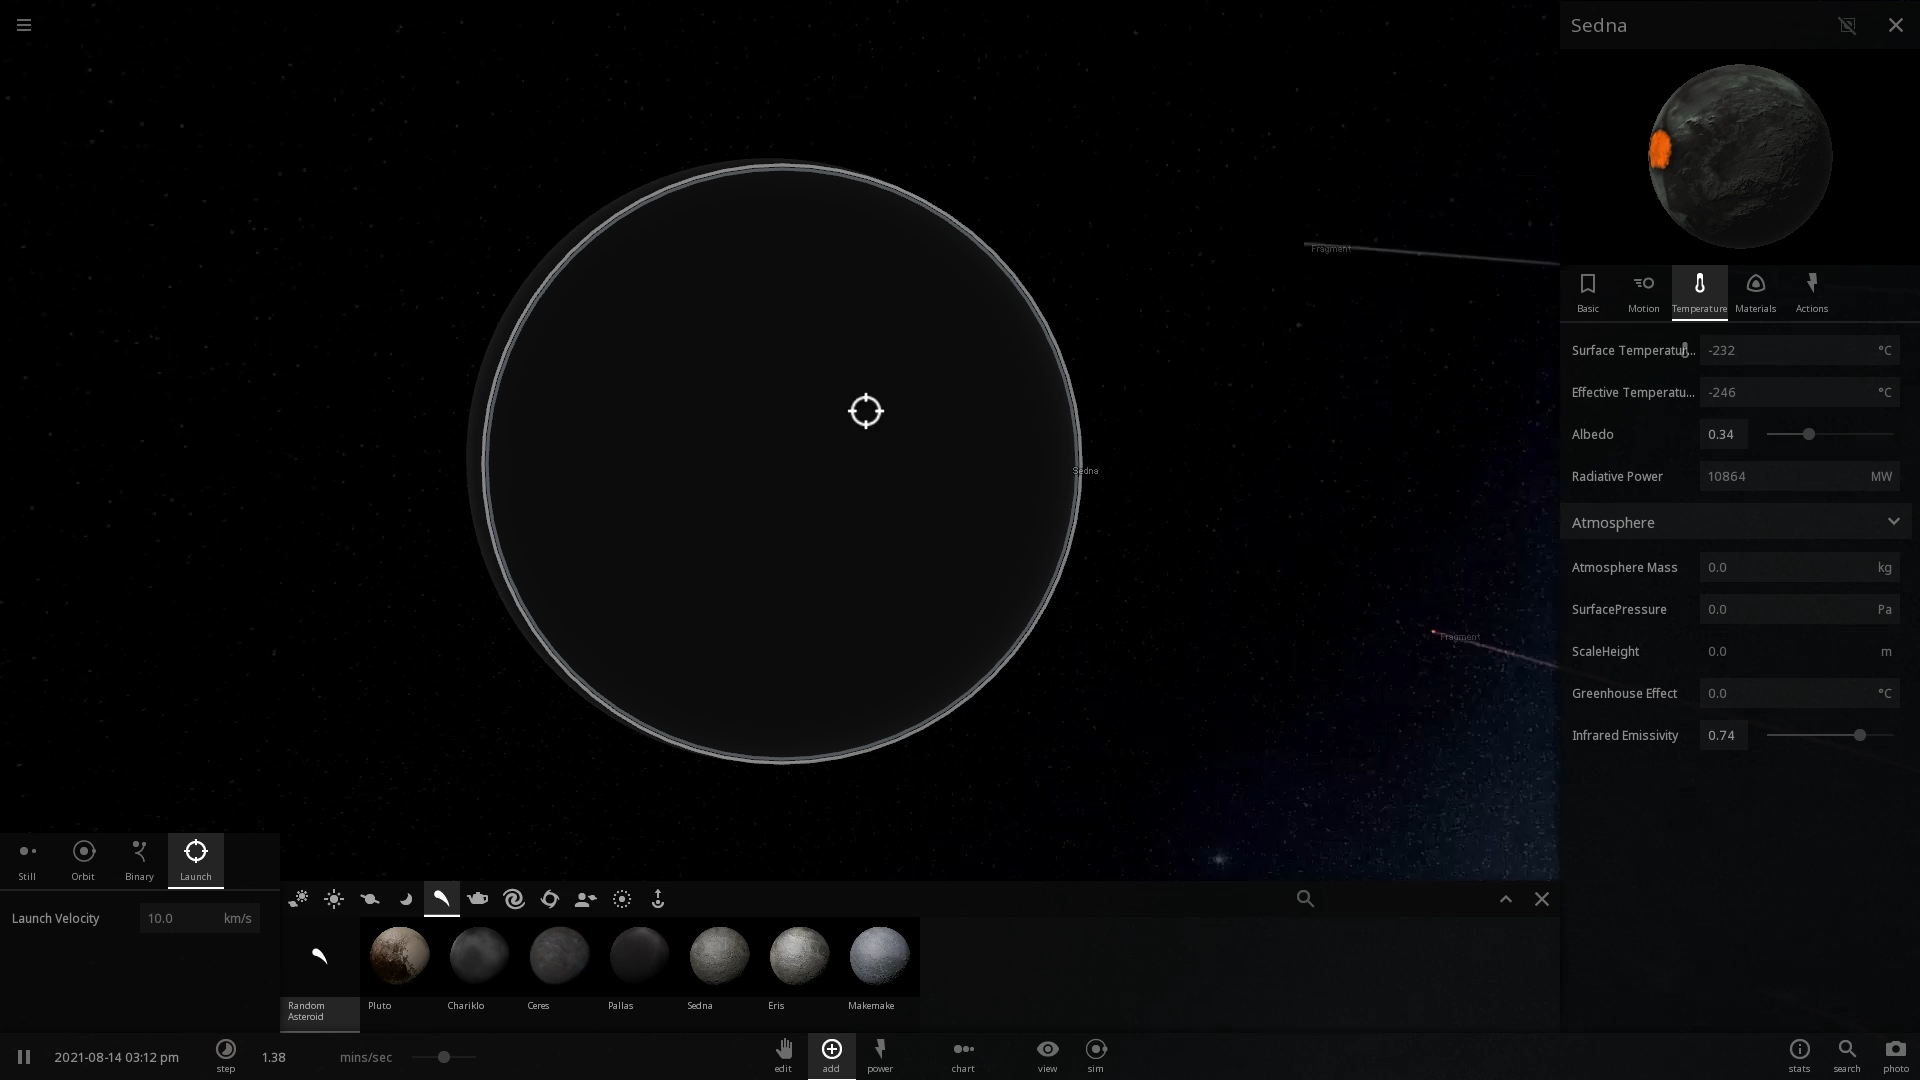 Sedna
Fragment
Sedna
Fragment
Basic
Motion
Temperature
Materials
Actions
Surface Temperatur... -232 °C
Effective Temperatu... -246 °C
Albedo 0.34
Radiative Power 10864 MW
Atmosphere
Atmosphere Mass 0.0 kg
SurfacePressure 0.0 Pa
ScaleHeight 0.0 m
Greenhouse Effect 0.0 °C
Infrared Emissivity 0.74
Still
Orbit
Binary
Launch
Launch Velocity 10.0 km/s
Random
Asteroid
Pluto
Chariklo
Ceres
Pallas
Sedna
Eris
Makemake
2021-08-14 03:12 pm
step
1.38 mins/sec
edit
add
power
chart
view
sim
stats
search
photo